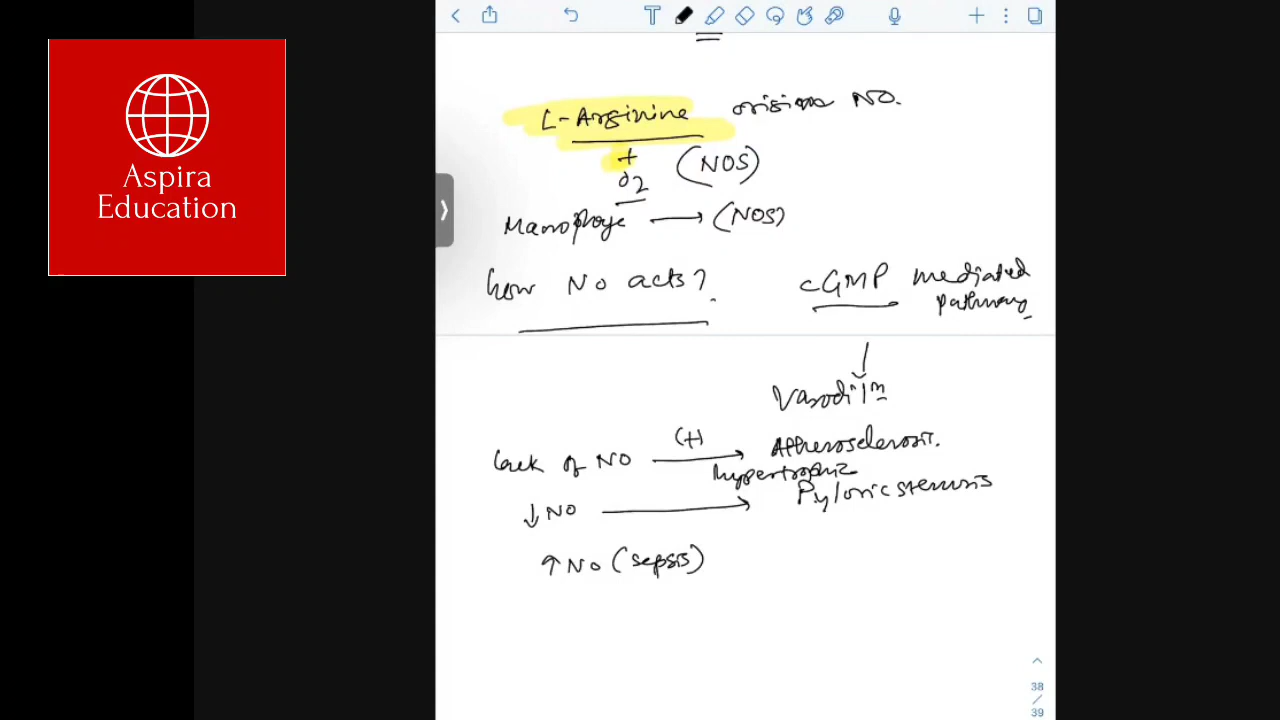 Aspira
Education
L-Arginine NO.
+ (NOS)
O2
Macrophage → (NOS)
how NO acts? cGMP mediated
pathway
lack of NO (+) → Atherosclerosis.
hypertrophic
↓ NO → Pyloric stenosis
↑ NO (sepsis)
38
/
39